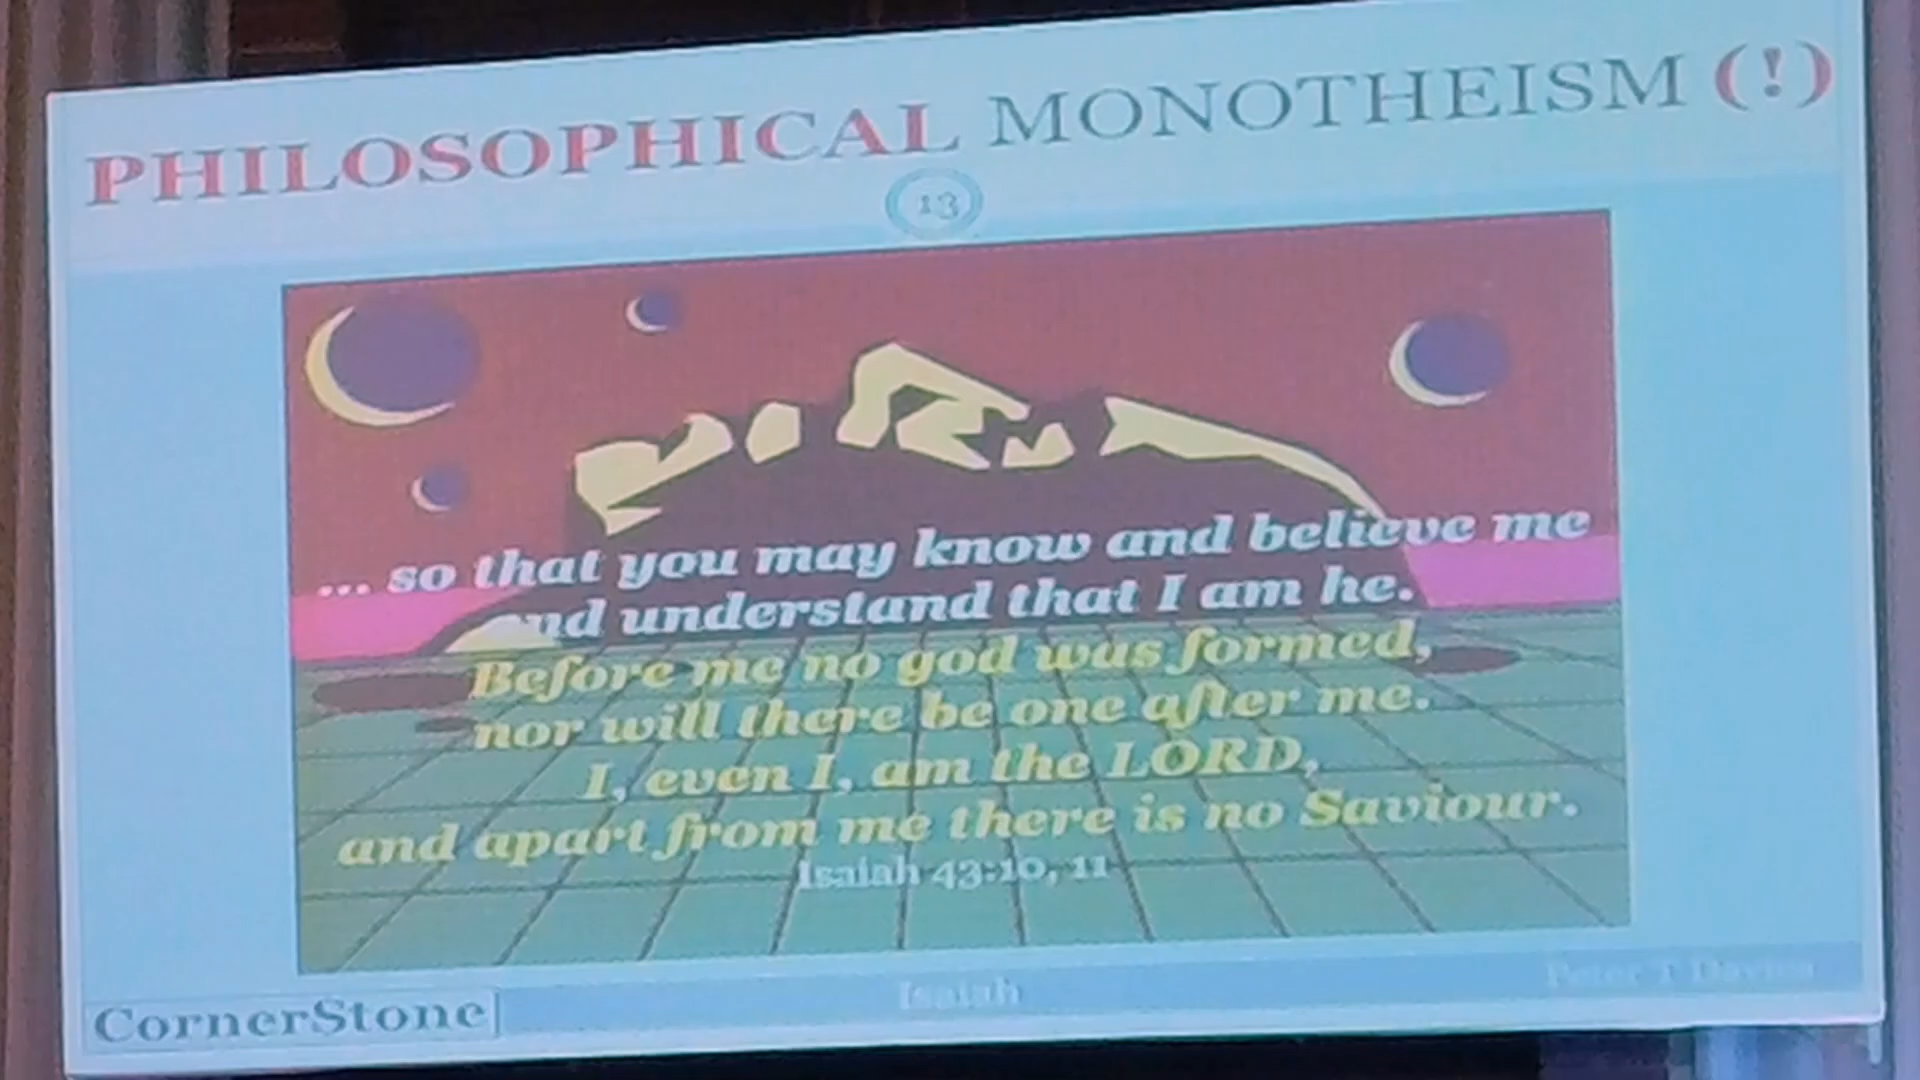 PHILOSOPHICAL MONOTHEISM (!)
13
... so that you may know and believe me
and understand that I am he.
Before me no god was formed,
nor will there be one after me.
I, even I, am the LORD,
and apart from me there is no Saviour.
Isaiah 43:10, 11
CornerStone
Isaiah
Peter T Davies